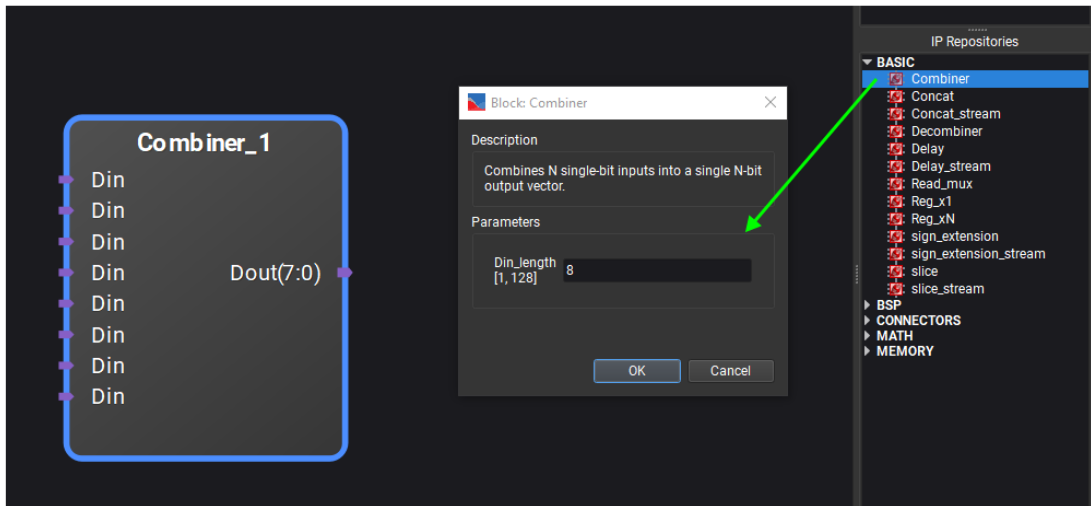 Combiner_1
Din
Din
Din
Din
Din
Din
Din
Din
Dout(7:0)
Block: Combiner
Description
Combines N single-bit inputs into a single N-bit
output vector.
Parameters
Din_length
[1, 128]
8
OK
Cancel
IP Repositories
BASIC
Combiner
Concat
Concat_stream
Decombiner
Delay
Delay_stream
Read_mux
Reg_x1
Reg_xN
sign_extension
sign_extension_stream
slice
slice_stream
BSP
CONNECTORS
MATH
MEMORY